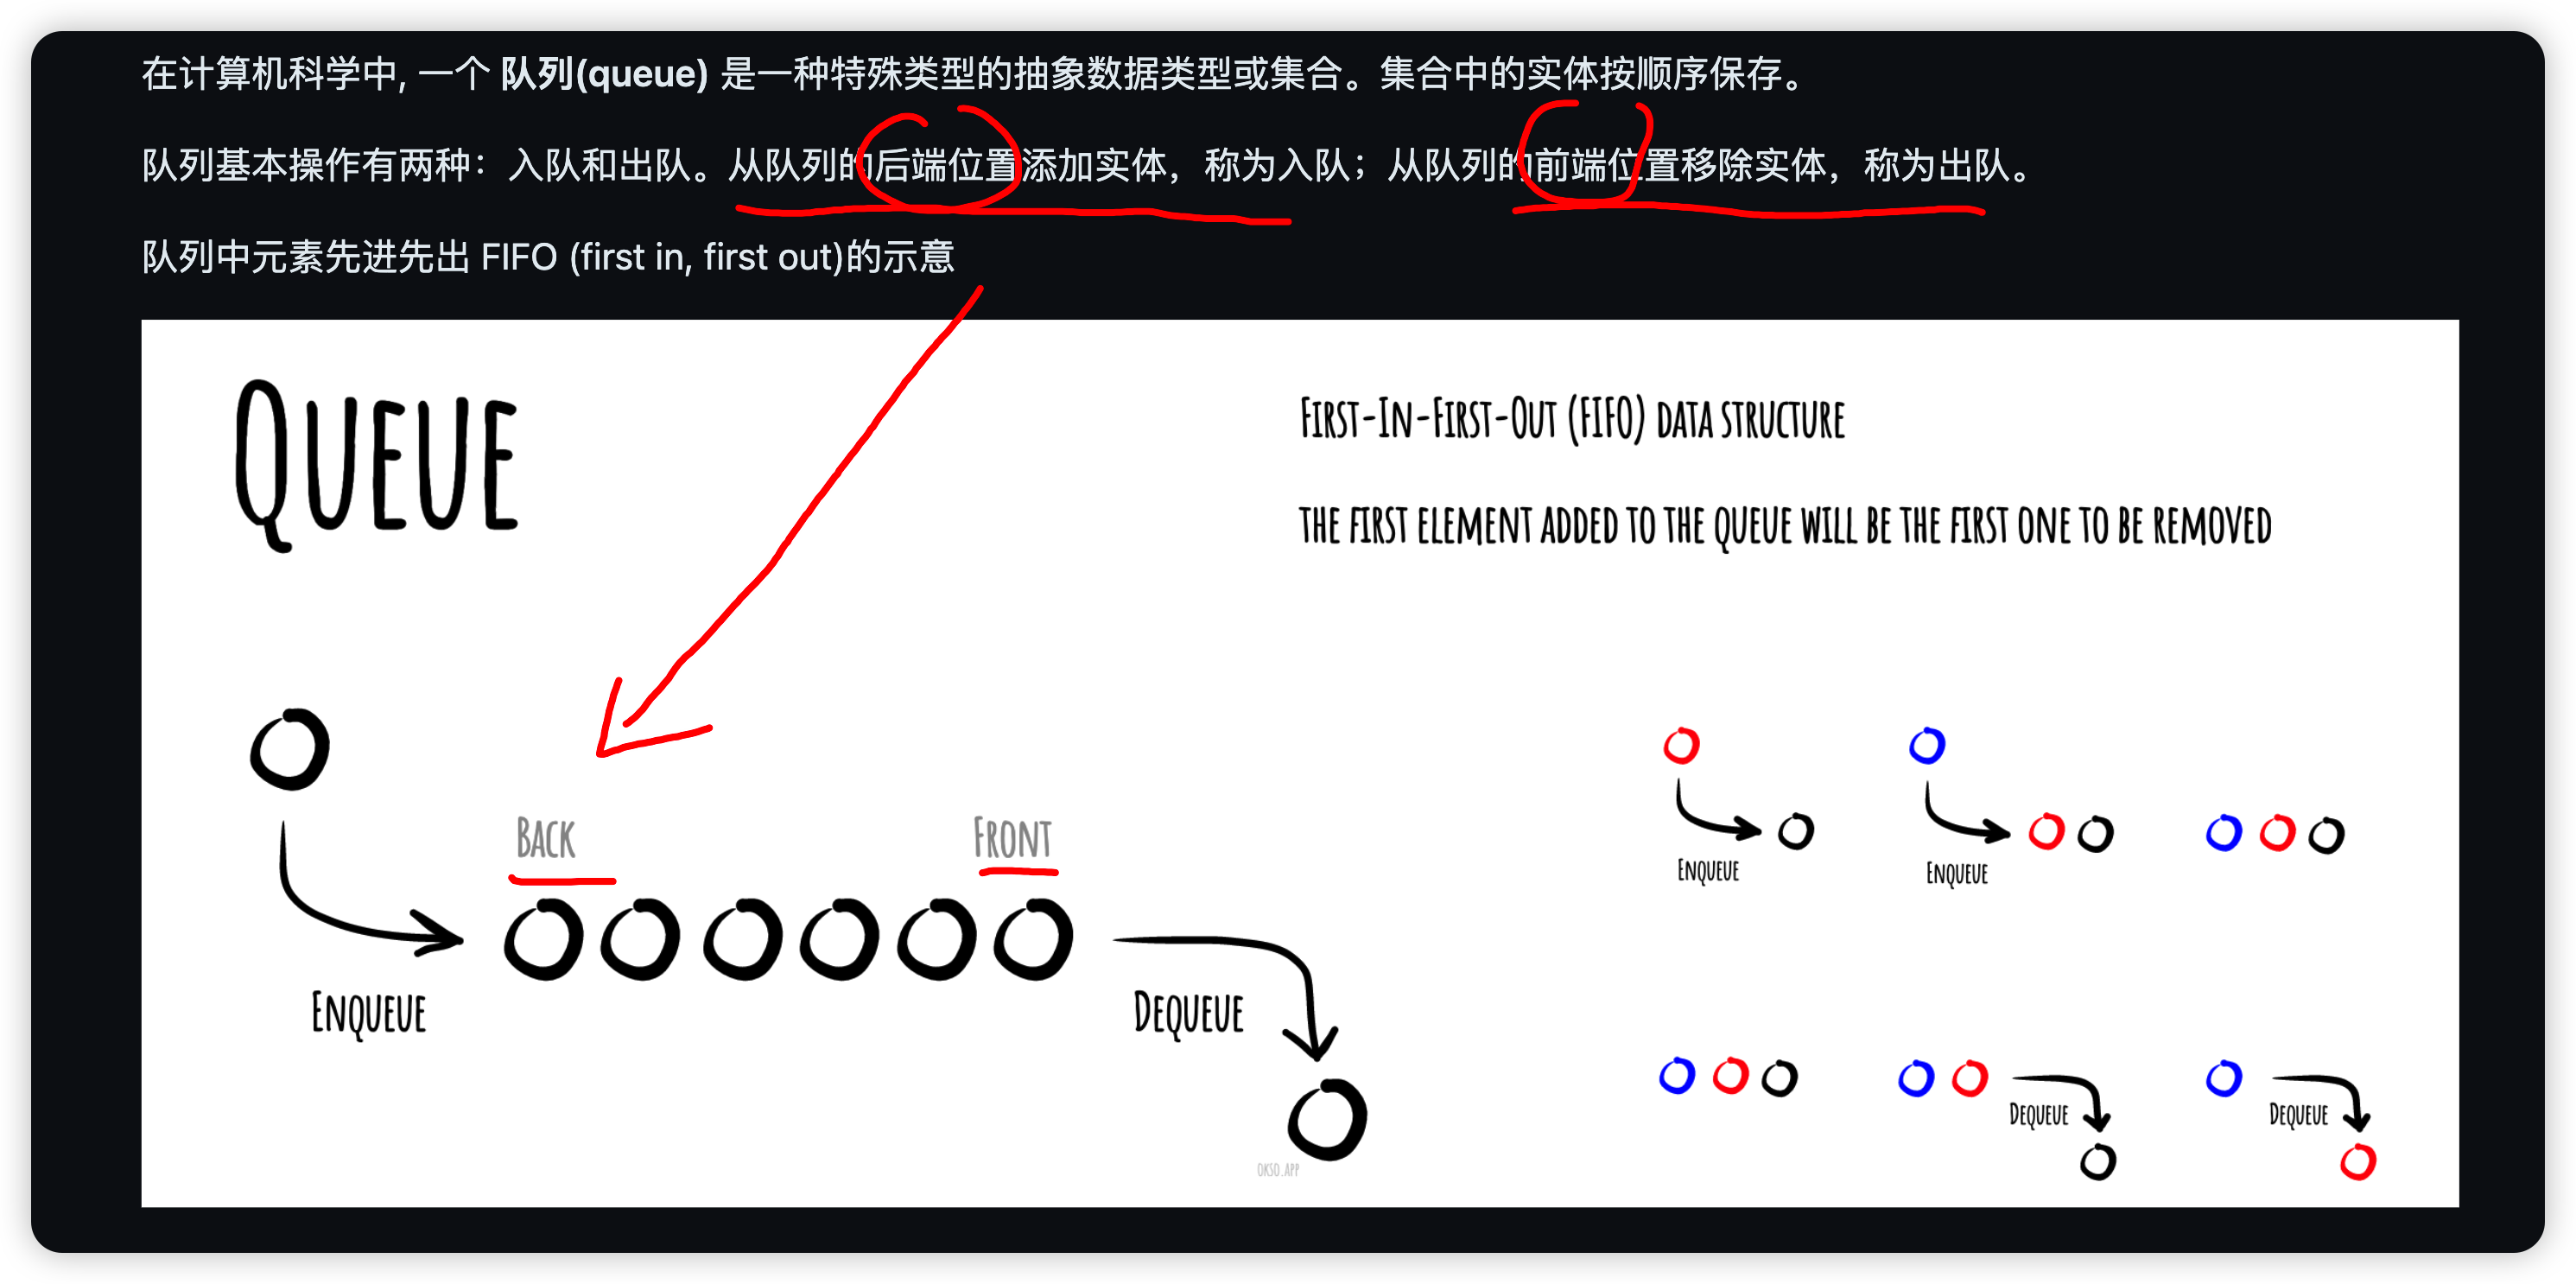 在计算机科学中, 一个 队列(queue) 是一种特殊类型的抽象数据类型或集合。集合中的实体按顺序保存。
队列基本操作有两种：入队和出队。从队列的后端位置添加实体，称为入队；从队列的前端位置移除实体，称为出队。
队列中元素先进先出 FIFO (first in, first out)的示意
QUEUE
FIRST-IN-FIRST-OUT (FIFO) DATA STRUCTURE
THE FIRST ELEMENT ADDED TO THE QUEUE WILL BE THE FIRST ONE TO BE REMOVED
BACK
FRONT
ENQUEUE
DEQUEUE
OKSO.APP
ENQUEUE
ENQUEUE
DEQUEUE
DEQUEUE